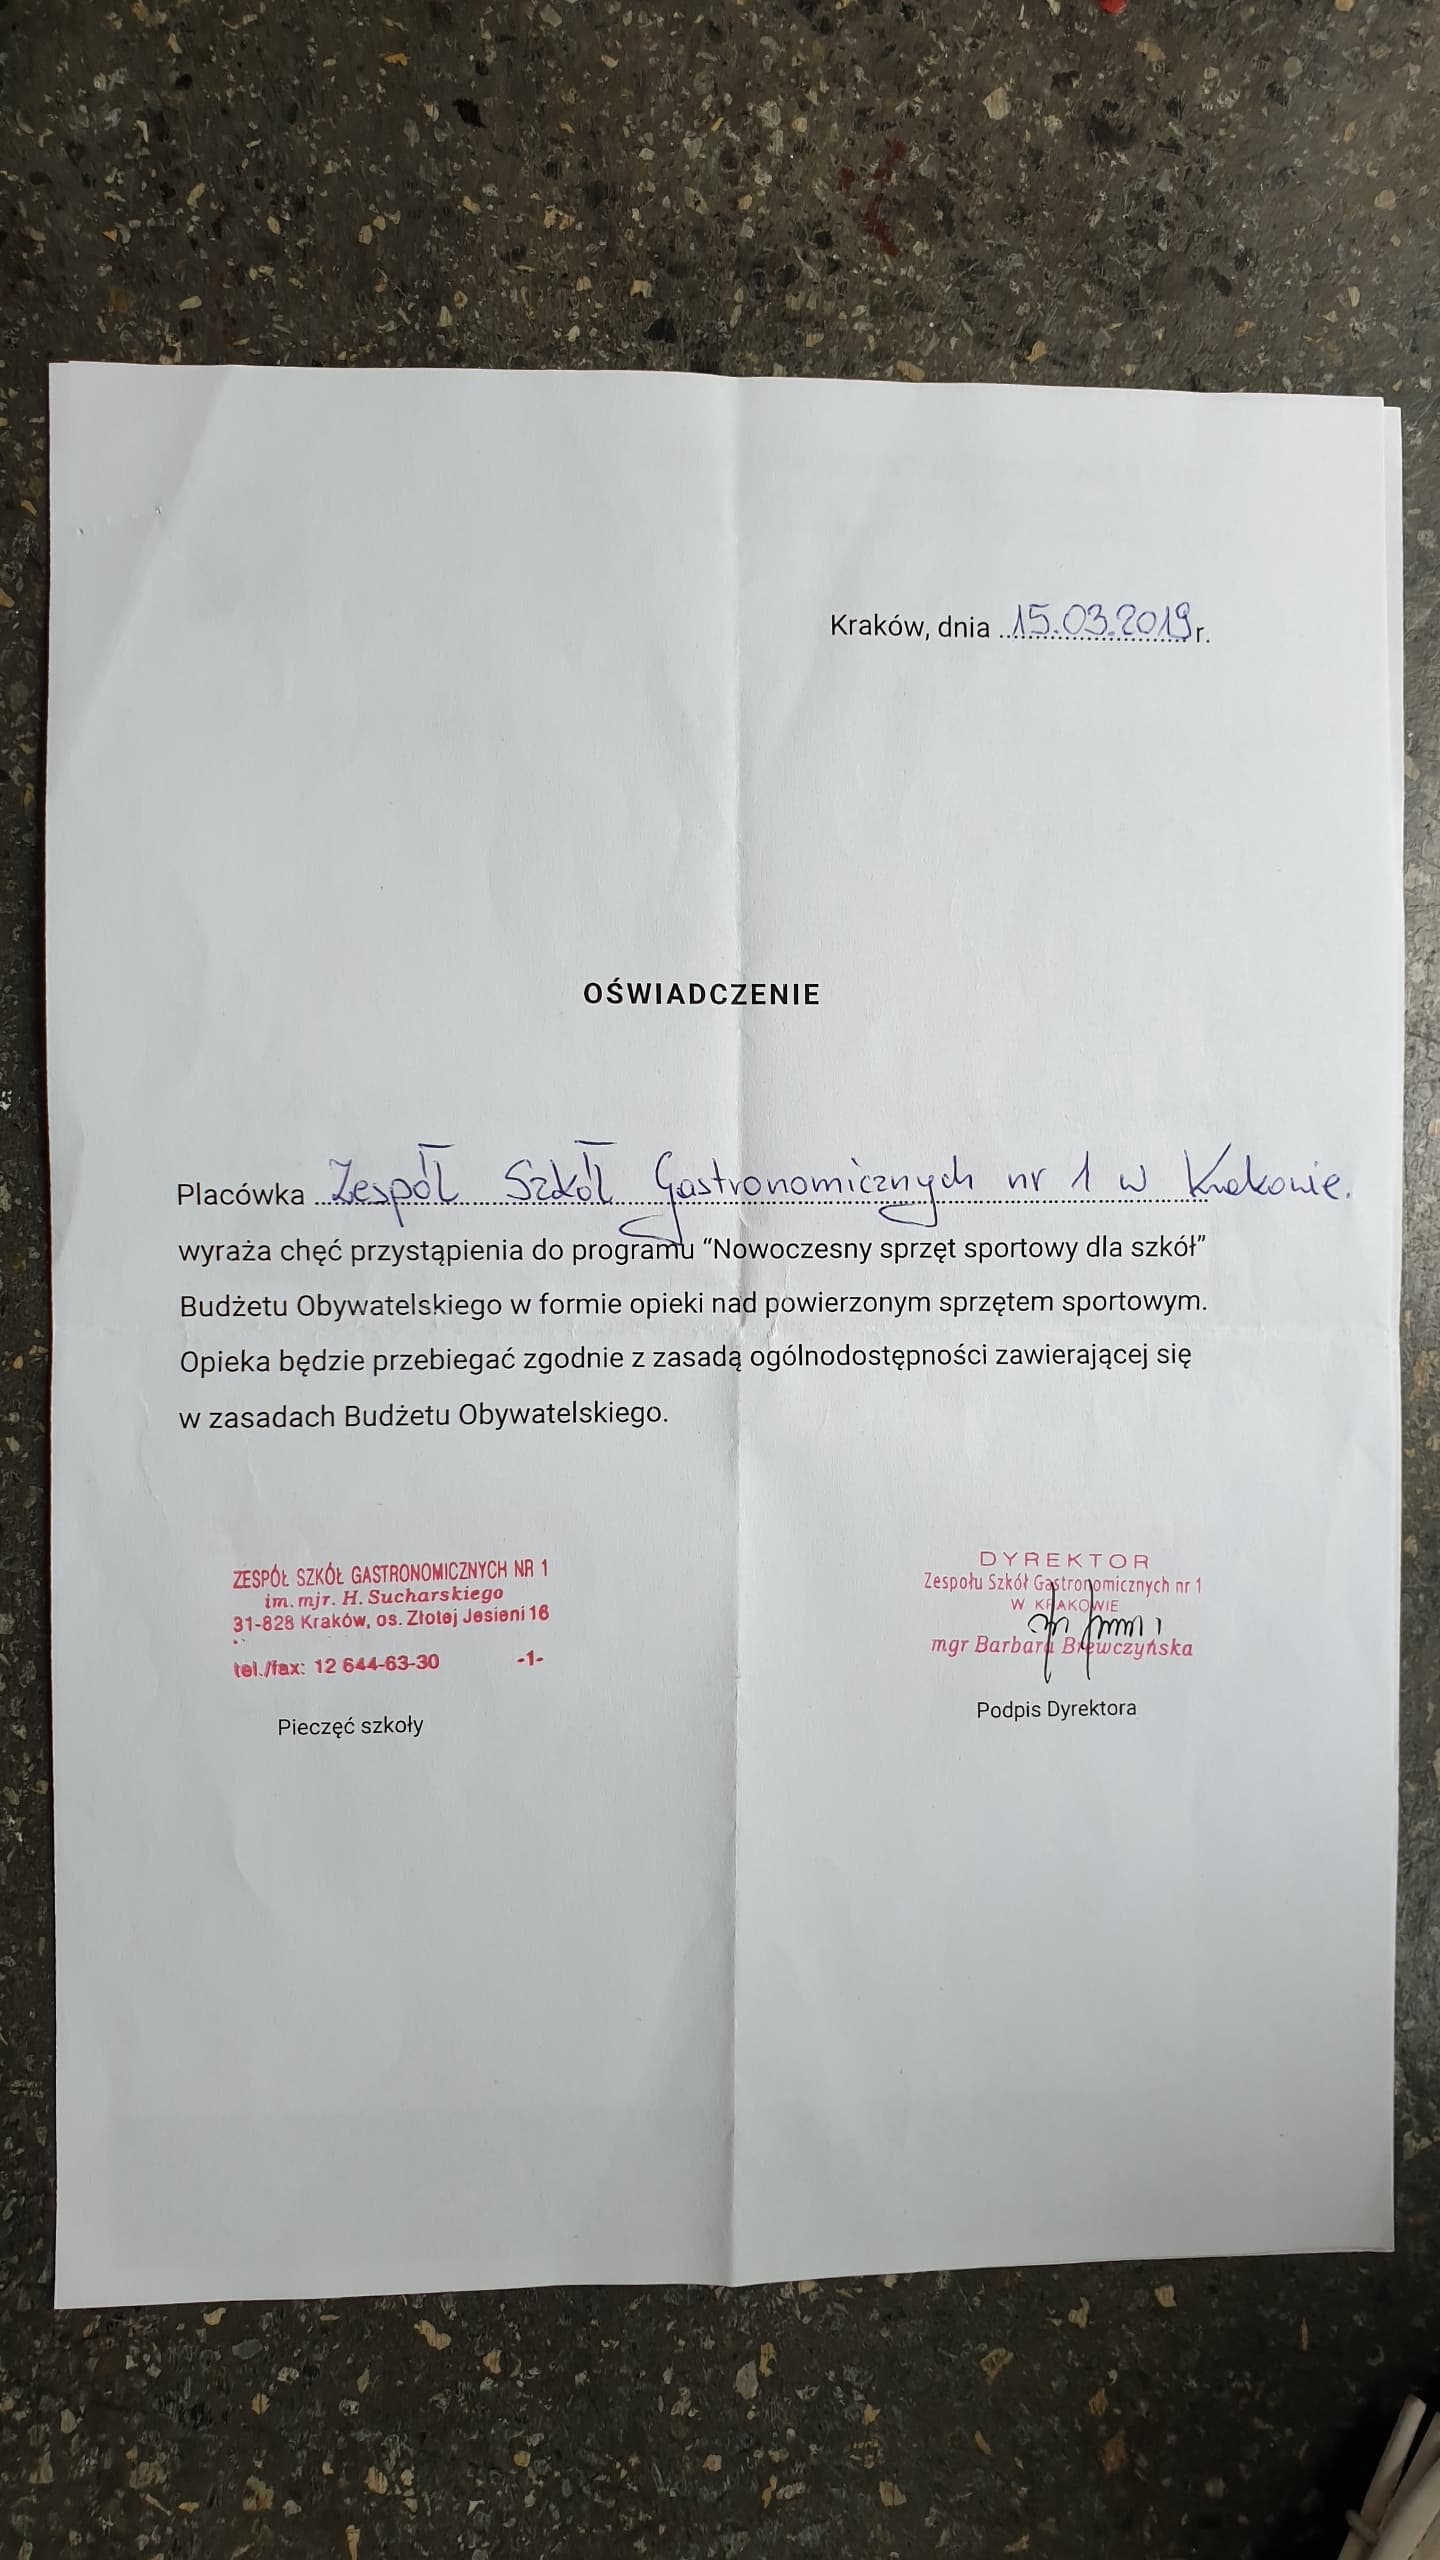 Kraków, dnia 15.03.2019 r.
OŚWIADCZENIE
Placówka Zespół Szkół Gastronomicznych nr 1 w Krakowie.
wyraża chęć przystąpienia do programu “Nowoczesny sprzęt sportowy dla szkół”
Budżetu Obywatelskiego w formie opieki nad powierzonym sprzętem sportowym.
Opieka będzie przebiegać zgodnie z zasadą ogólnodostępności zawierającej się
w zasadach Budżetu Obywatelskiego.
ZESPÓŁ SZKÓŁ GASTRONOMICZNYCH NR 1
im. mjr. H. Sucharskiego
31-828 Kraków, os. Złotej Jesieni 16
tel./fax: 12 644-63-30 -1-
Pieczęć szkoły
DYREKTOR
Zespołu Szkół Gastronomicznych nr 1
W KRAKOWIE
mgr Barbara Brewczyńska
Podpis Dyrektora